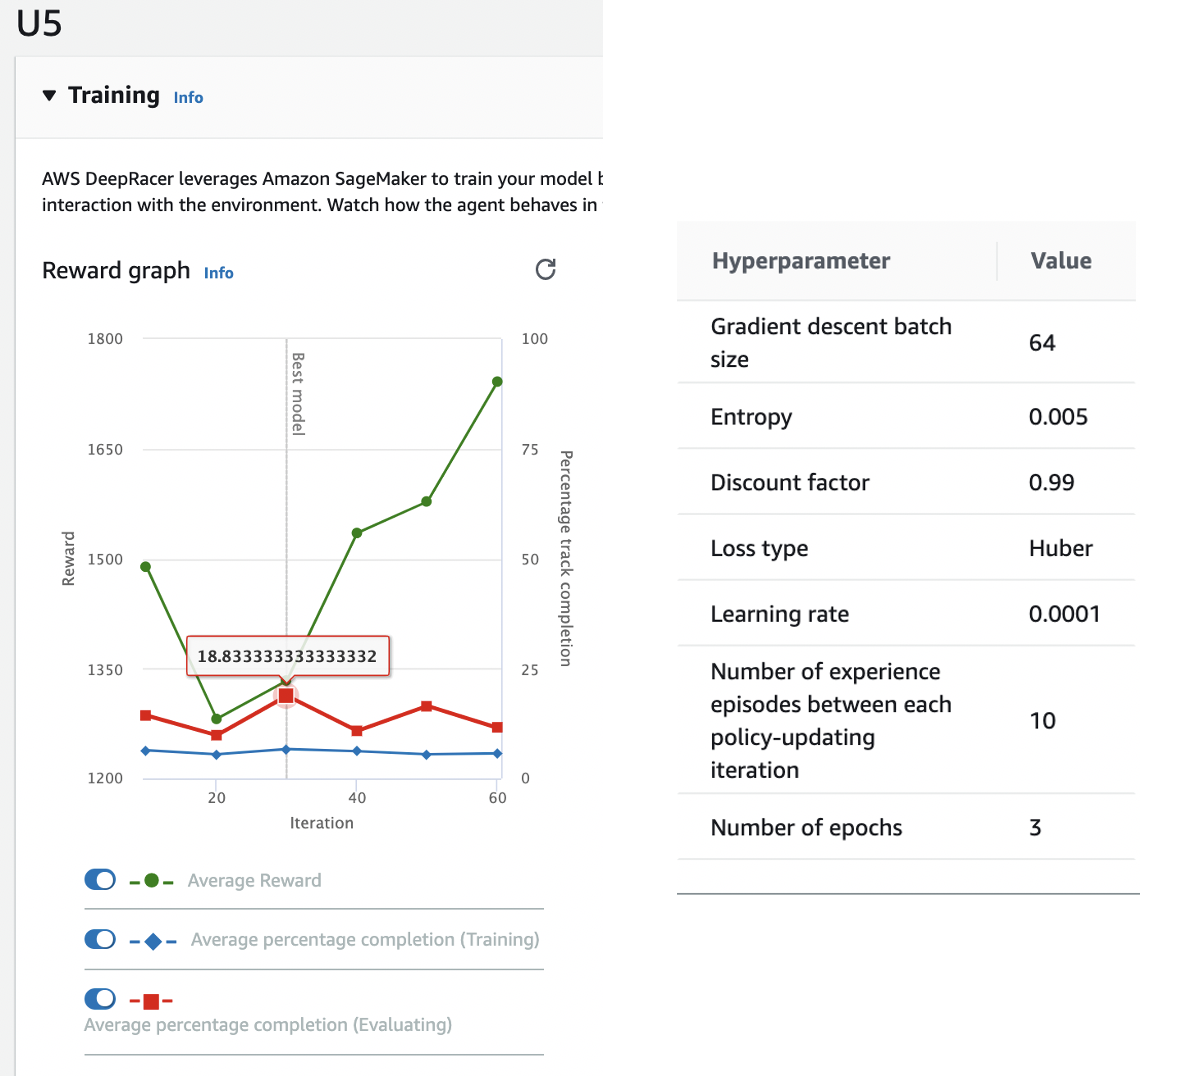 U5
Training Info
AWS DeepRacer leverages Amazon SageMaker to train your model b
interaction with the environment. Watch how the agent behaves in
Reward graph Info
1800
1650
1500
1350
1200
Reward
100
75
50
25
0
Percentage track completion
Best model
18.833333333333332
20
40
60
Iteration
Average Reward
Average percentage completion (Training)
Average percentage completion (Evaluating)
Hyperparameter Value
Gradient descent batch
size
64
Entropy 0.005
Discount factor 0.99
Loss type Huber
Learning rate 0.0001
Number of experience
episodes between each
policy-updating
iteration
10
Number of epochs 3